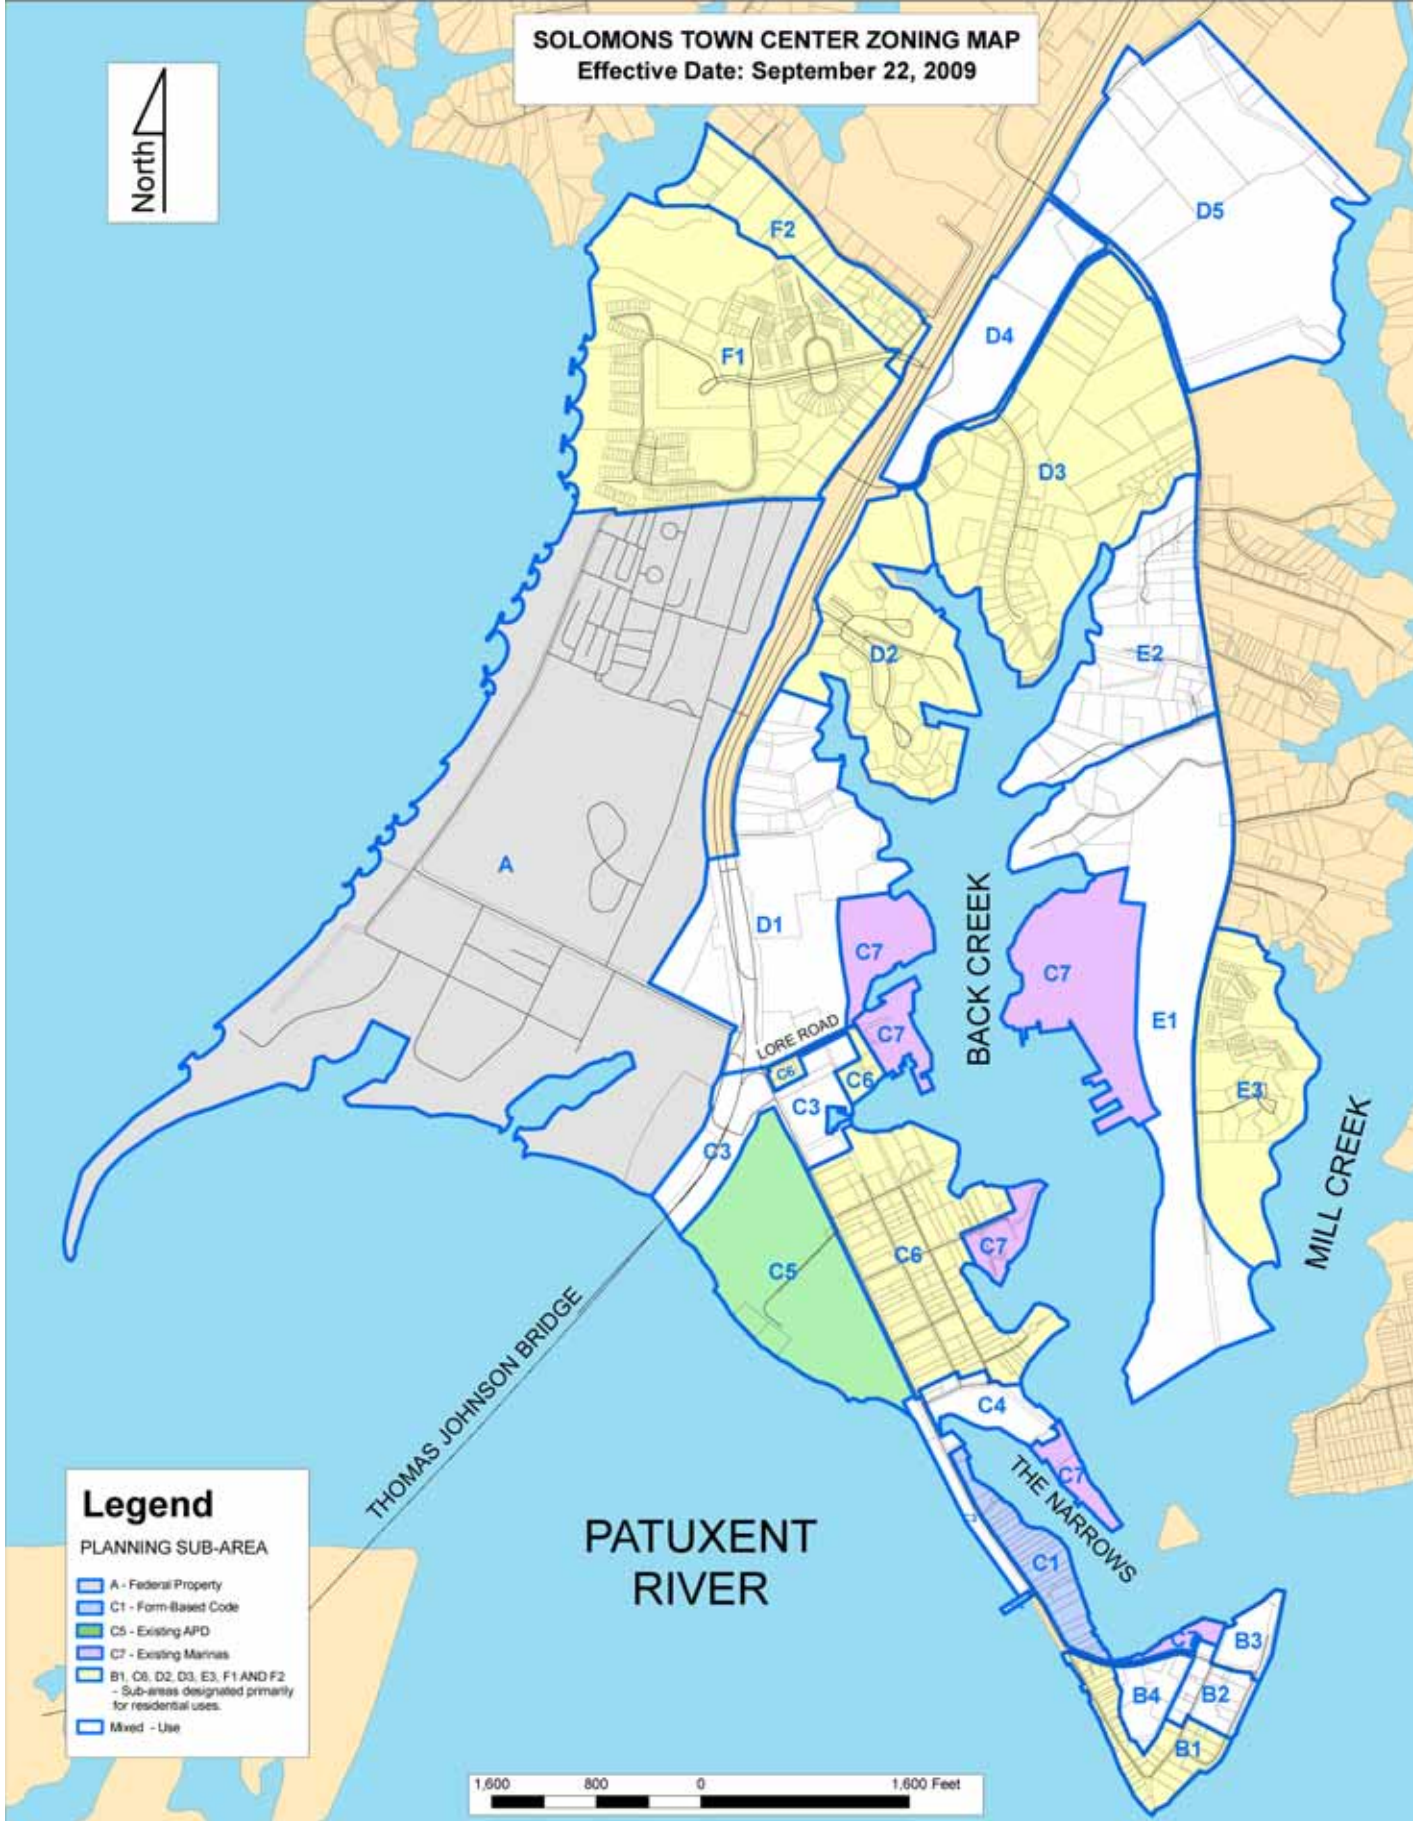 SOLOMONS TOWN CENTER ZONING MAP
Effective Date: September 22, 2009
North
D5
F2
D4
F1
D3
D2
E2
A
D1
C7
C7
BACK CREEK
E1
LORE ROAD
C7
C6
C6
C3
E3
C3
MILL CREEK
C6
C7
C5
THOMAS JOHNSON BRIDGE
C4
C7
THE NARROWS
C1
PATUXENT
RIVER
C7
B3
B4
B2
B1
Legend
PLANNING SUB-AREA
A - Federal Property
C1 - Form-Based Code
C5 - Existing APD
C7 - Existing Marinas
B1, C6, D2, D3, E3, F1 AND F2
- Sub-areas designated primarily
for residential uses.
Mixed - Use
1,600 800 0 1,600 Feet